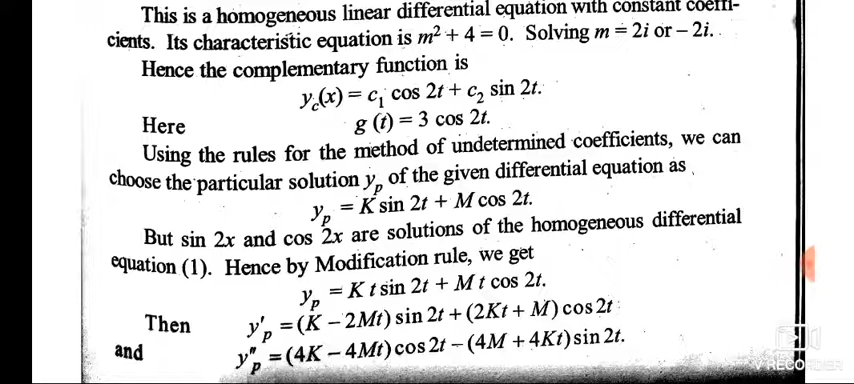 This is a homogeneous linear differential equation with constant coeffi-
cients. Its characteristic equation is m² + 4 = 0. Solving m = 2i or – 2i.
Hence the complementary function is
y_c(x) = c₁ cos 2t + c₂ sin 2t.
Here g (t) = 3 cos 2t.
Using the rules for the method of undetermined coefficients, we can
choose the particular solution y_p of the given differential equation as
y_p = K sin 2t + M cos 2t.
But sin 2x and cos 2x are solutions of the homogeneous differential
equation (1). Hence by Modification rule, we get
y_p = K t sin 2t + M t cos 2t.
Then y'_p = (K – 2Mt) sin 2t + (2Kt + M) cos 2t
and y"_p = (4K – 4Mt) cos 2t – (4M + 4Kt) sin 2t.
V RECORDER